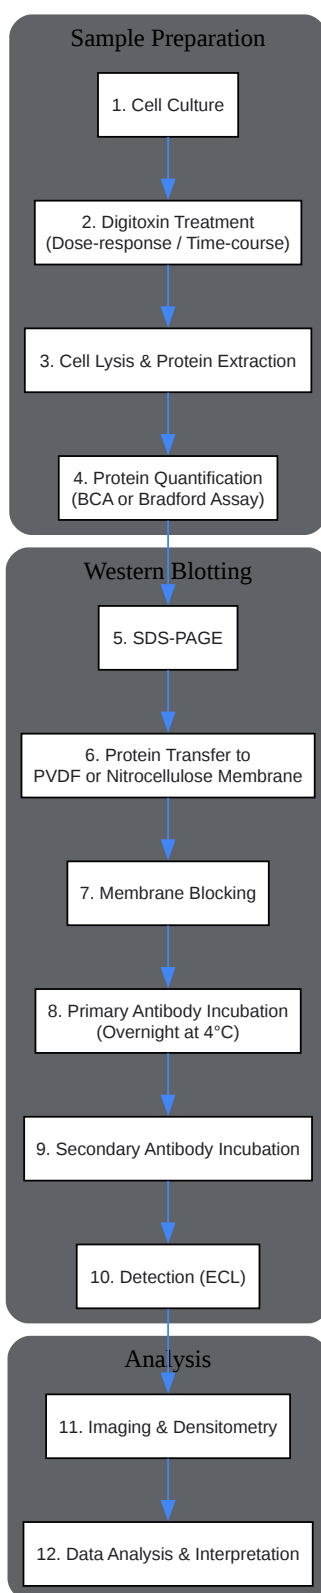 Sample Preparation
1. Cell Culture
2. Digitoxin Treatment
(Dose-response / Time-course)
3. Cell Lysis & Protein Extraction
4. Protein Quantification
(BCA or Bradford Assay)
Western Blotting
5. SDS-PAGE
6. Protein Transfer to
PVDF or Nitrocellulose Membrane
7. Membrane Blocking
8. Primary Antibody Incubation
(Overnight at 4°C)
9. Secondary Antibody Incubation
10. Detection (ECL)
Analysis
11. Imaging & Densitometry
12. Data Analysis & Interpretation